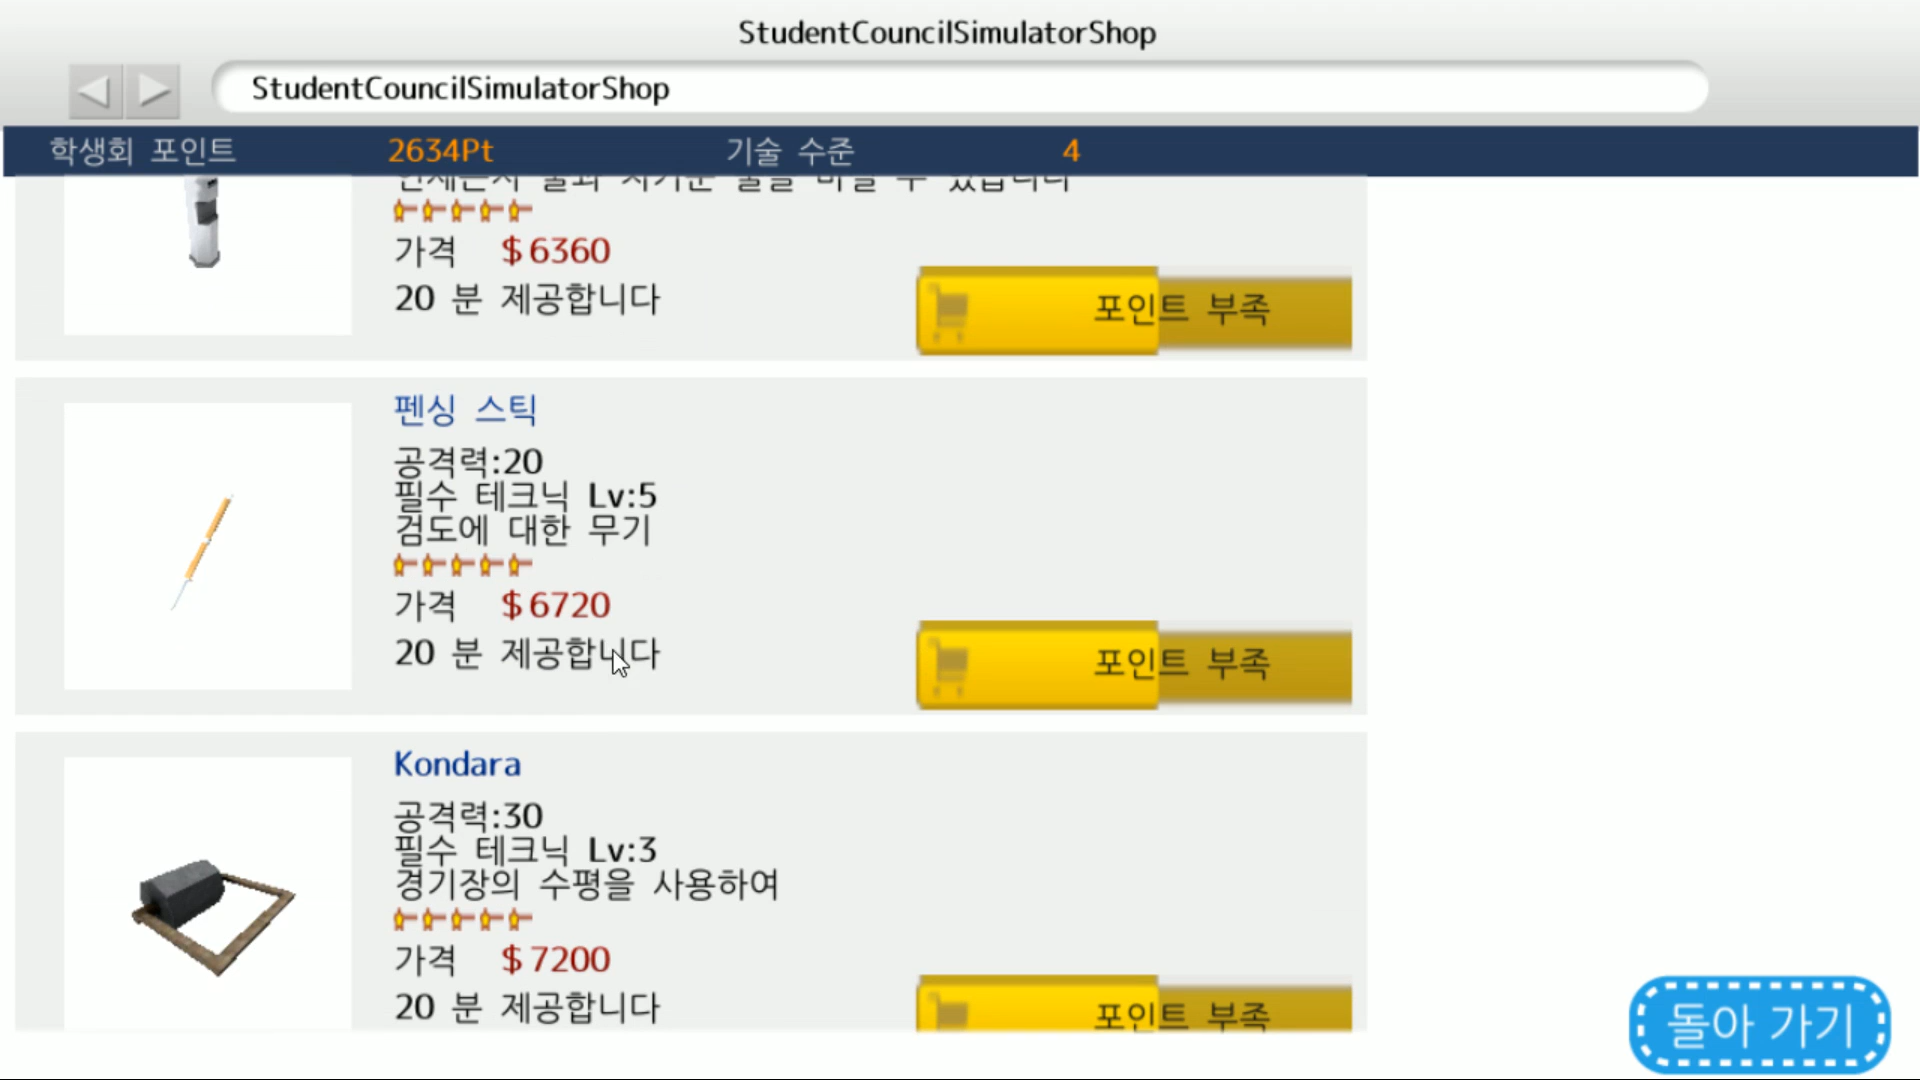 StudentCouncilSimulatorShop
StudentCouncilSimulatorShop
학생회 포인트 2634Pt 기술 수준 4
가격 $6360
20 분 제공합니다
포인트 부족
펜싱 스틱
공격력:20
필수 테크닉 Lv:5
검도에 대한 무기
가격 $6720
20 분 제공합니다
포인트 부족
Kondara
공격력:30
필수 테크닉 Lv:3
경기장의 수평을 사용하여
가격 $7200
20 분 제공합니다
포인트 부족
돌아 가기